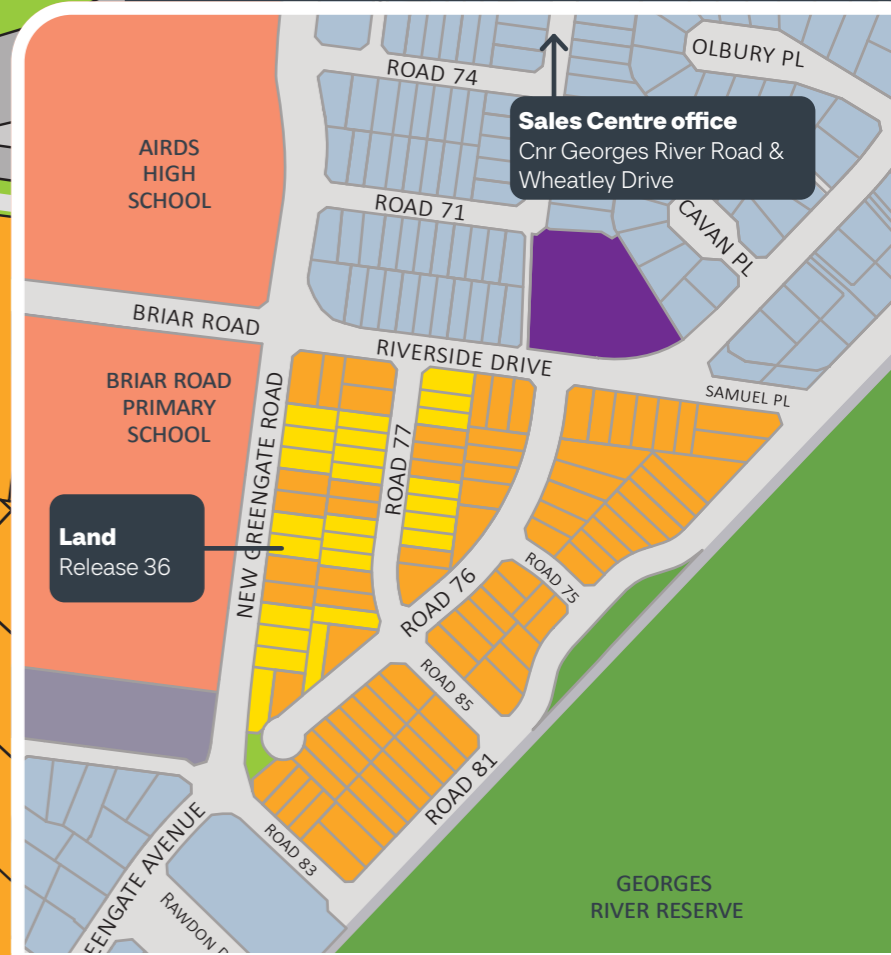 OLBURY PL
ROAD 74
Sales Centre office
Cnr Georges River Road &
Wheatley Drive
AIRDS
HIGH
SCHOOL
ROAD 71
CAVAN PL
BRIAR ROAD
RIVERSIDE DRIVE
SAMUEL PL
BRIAR ROAD
PRIMARY
SCHOOL
NEW GREENGATE ROAD
ROAD 77
Land
Release 36
ROAD 75
ROAD 76
ROAD 85
ROAD 81
ROAD 83
EENGATE AVENUE
RAWDON
GEORGES
RIVER RESERVE